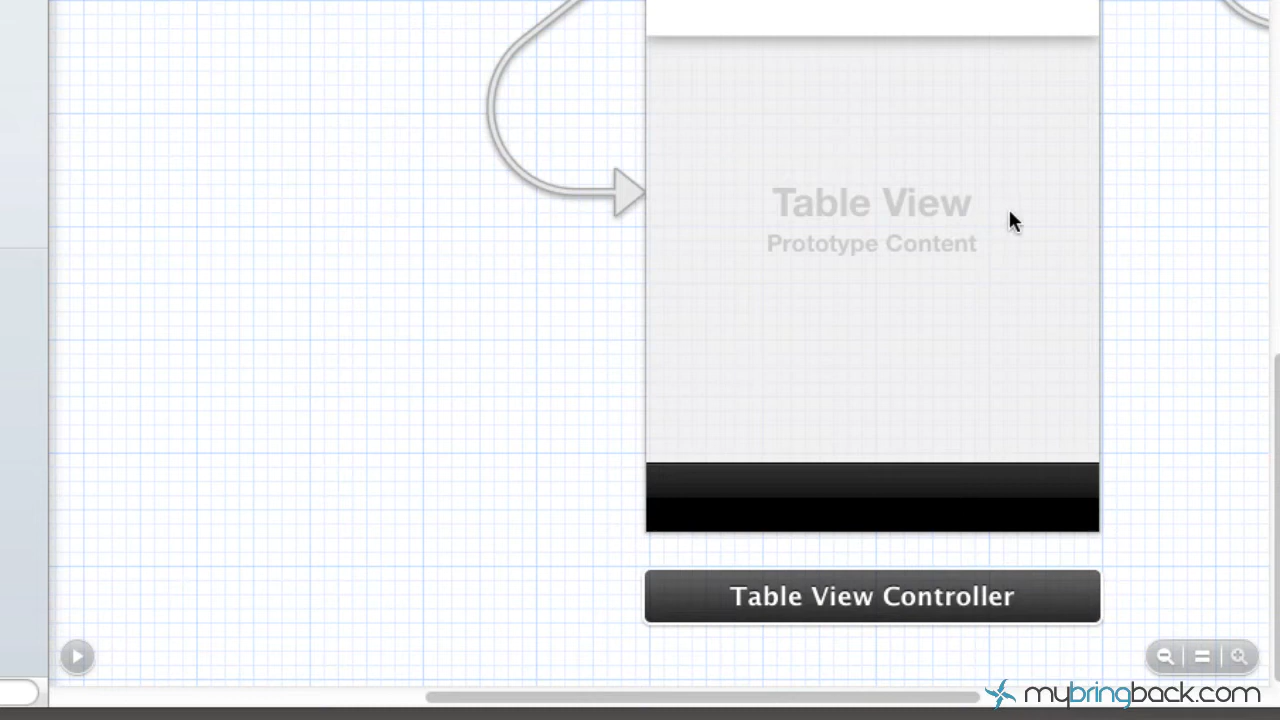 Table View
Prototype Content
Table View Controller
mybringback.com